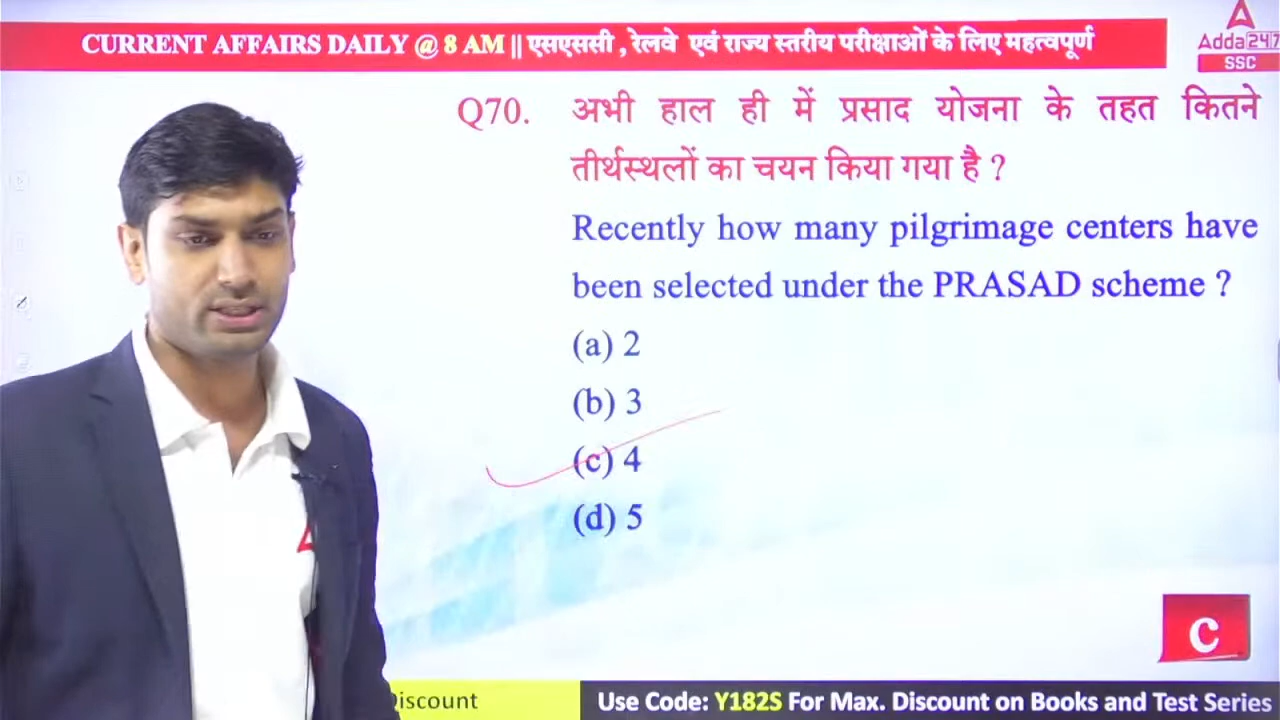 CURRENT AFFAIRS DAILY @ 8 AM || एसएससी , रेलवे एवं राज्य स्तरीय परीक्षाओं के लिए महत्वपूर्ण
Adda247
SSC
Q70. अभी हाल ही में प्रसाद योजना के तहत कितने
तीर्थस्थलों का चयन किया गया है ?
Recently how many pilgrimage centers have
been selected under the PRASAD scheme ?
(a) 2
(b) 3
(c) 4
(d) 5
C
Discount
Use Code: Y182S For Max. Discount on Books and Test Series